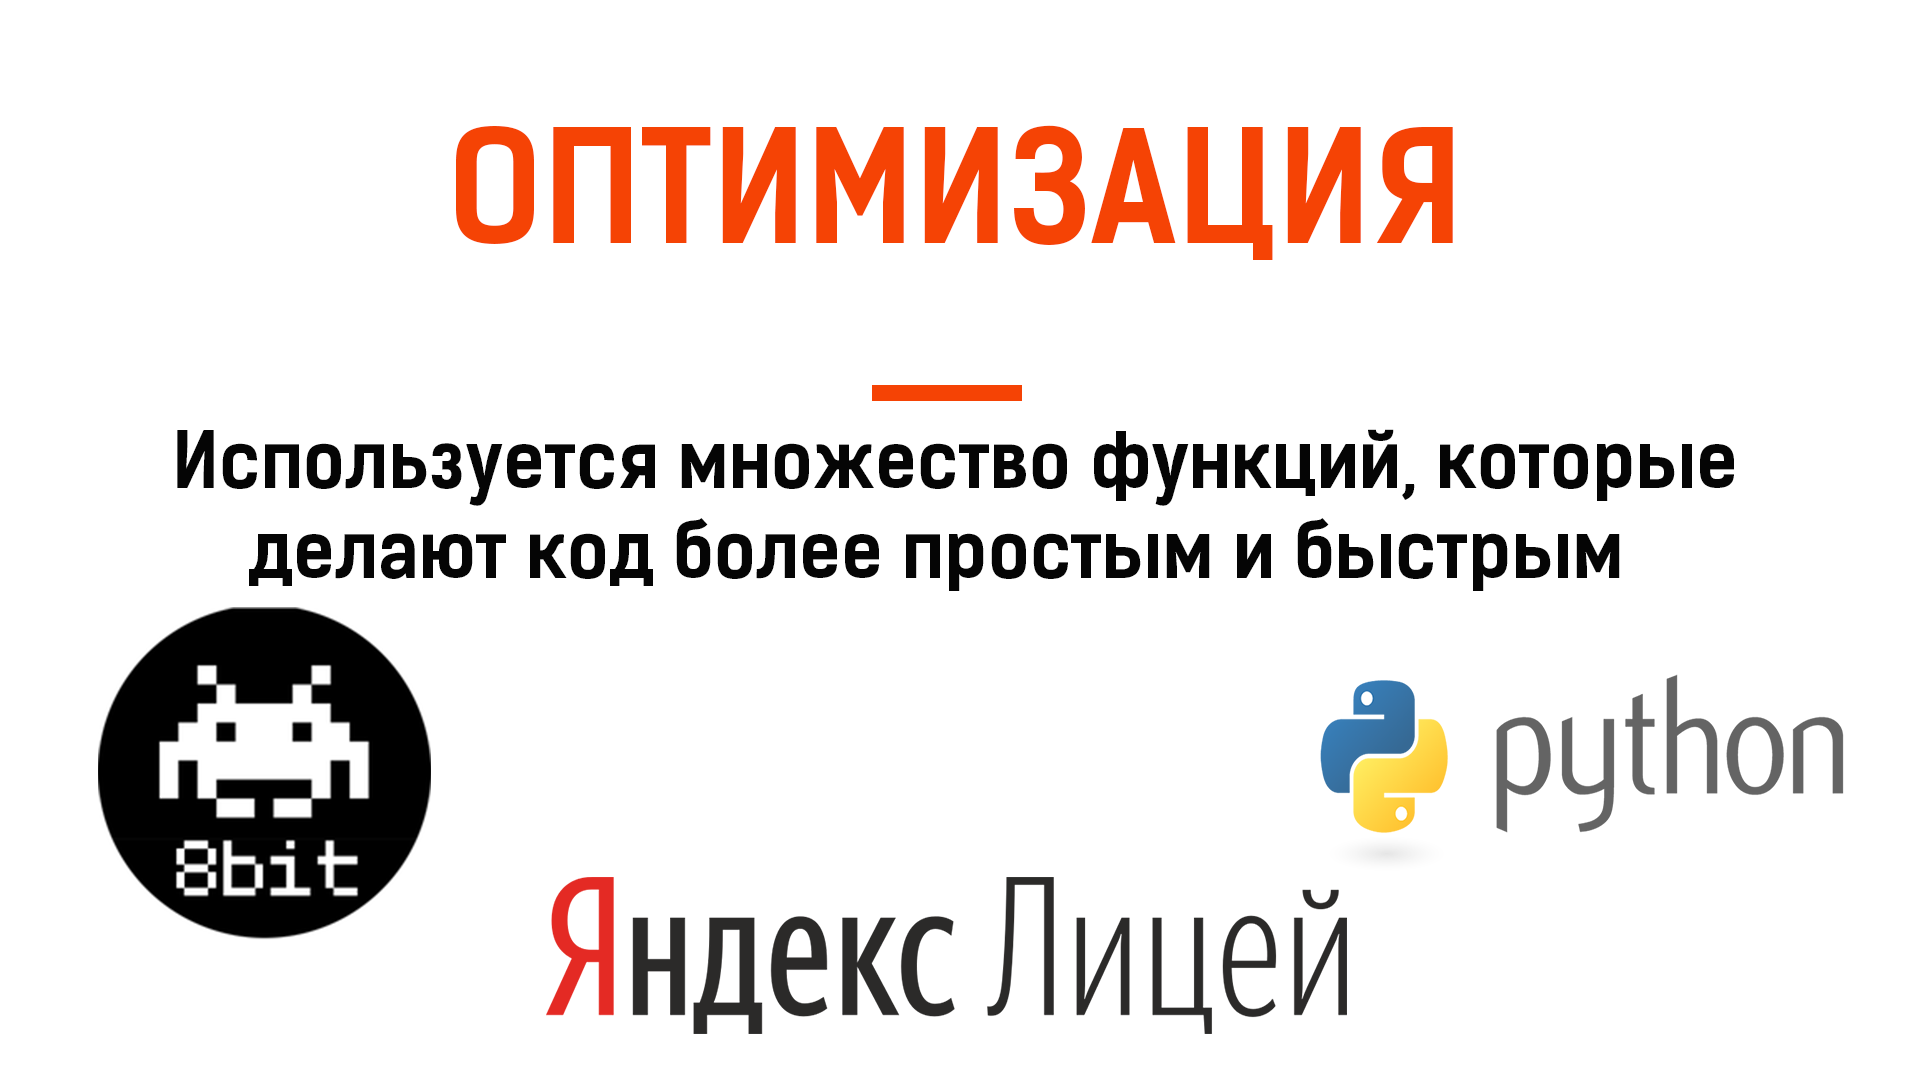 ОПТИМИЗАЦИЯ
Используется множество функций, которые
делают код более простым и быстрым
8bit
python
Яндекс Лицей